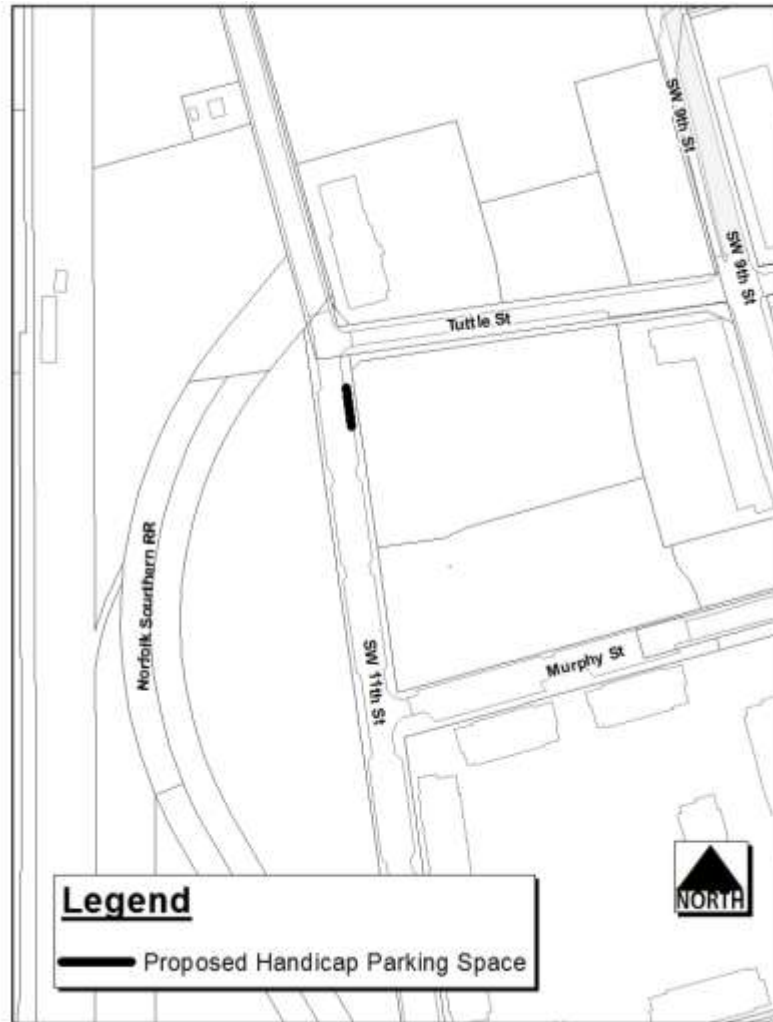 SW 9th St
SW 9th St
Tuttle St
Norfolk Sourthern RR
SW 11th St
Murphy St
NORTH
Legend
Proposed Handicap Parking Space